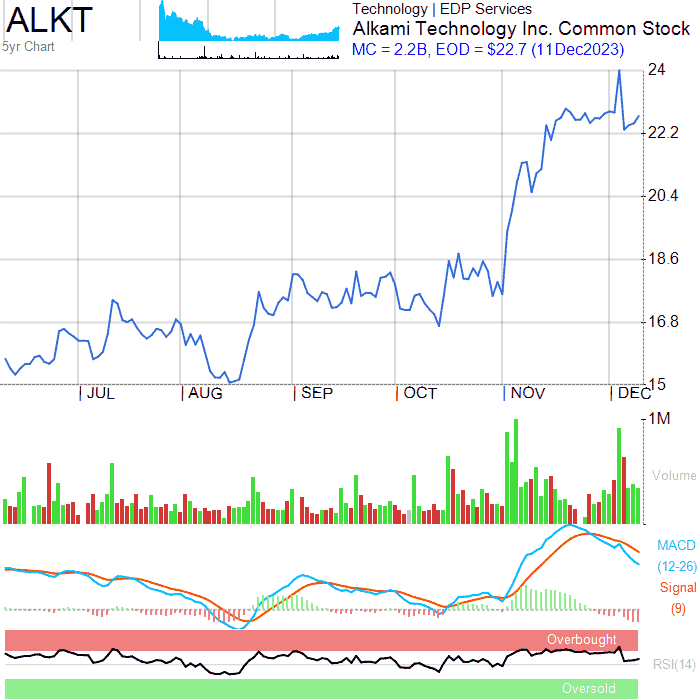 ALKT
5yr Chart
Technology | EDP Services
Alkami Technology Inc. Common Stock
MC = 2.2B, EOD = $22.7 (11Dec2023)
24
22.2
20.4
18.6
16.8
15
JUL AUG SEP OCT NOV DEC
1M
Volume
MACD
(12-26)
Signal
(9)
Overbought
RSI(14)
Oversold